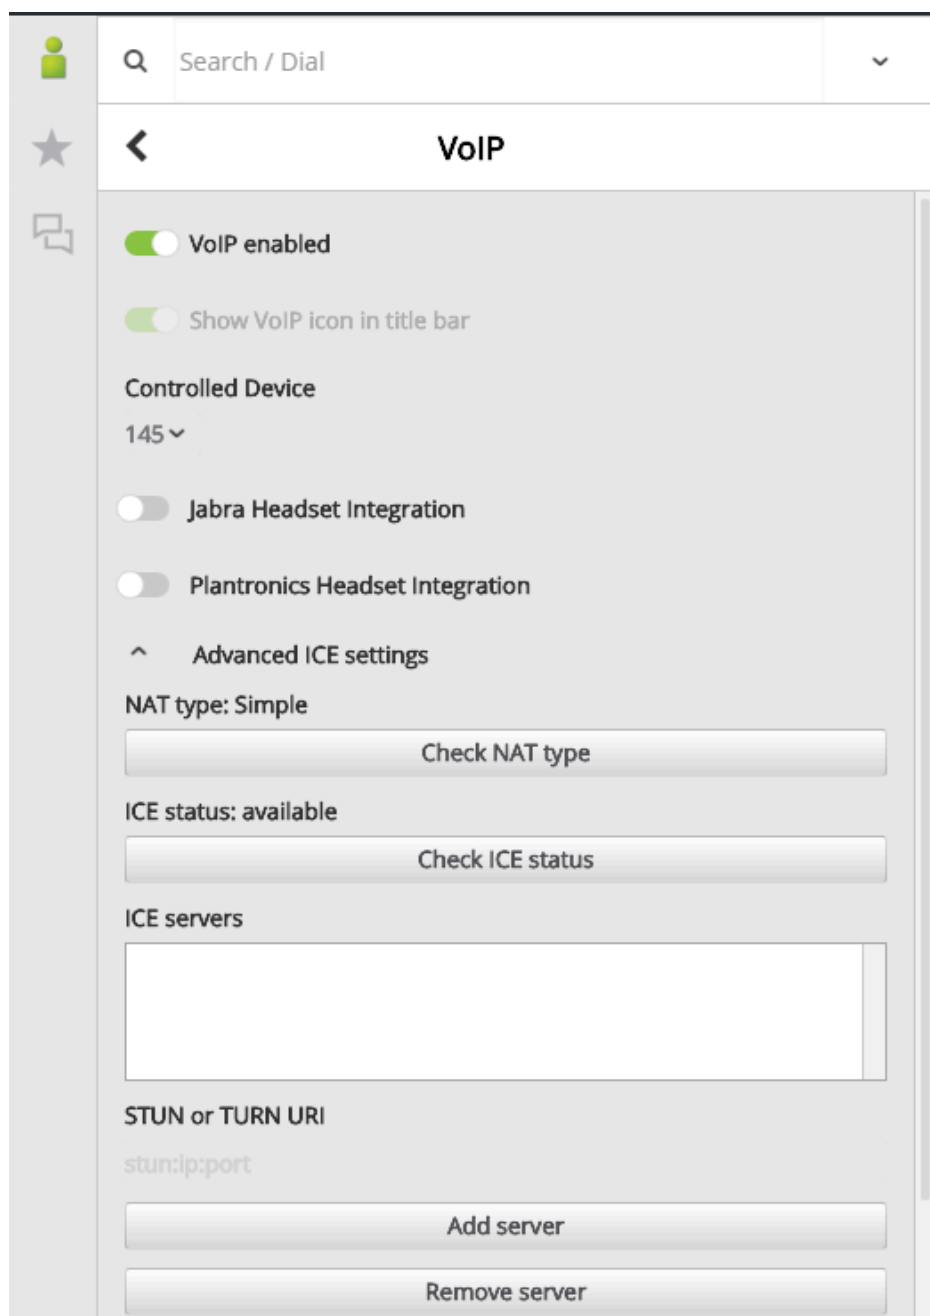 Search / Dial
VoIP
VoIP enabled
Show VoIP icon in title bar
Controlled Device
145
Jabra Headset Integration
Plantronics Headset Integration
Advanced ICE settings
NAT type: Simple
Check NAT type
ICE status: available
Check ICE status
ICE servers
STUN or TURN URI
stun:ip:port
Add server
Remove server